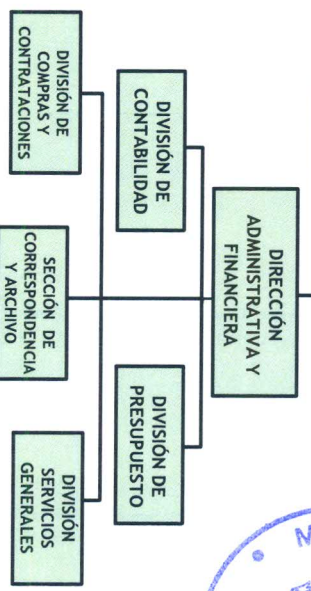 DIRECCIÓN
ADMINISTRATIVA Y
FINANCIERA
DIVISIÓN DE
CONTABILIDAD
DIVISIÓN DE
PRESUPUESTO
DIVISIÓN DE
COMPRAS Y
CONTRATACIONES
SECCIÓN DE
CORRESPONDENCIA
Y ARCHIVO
DIVISIÓN
SERVICIOS
GENERALES
M